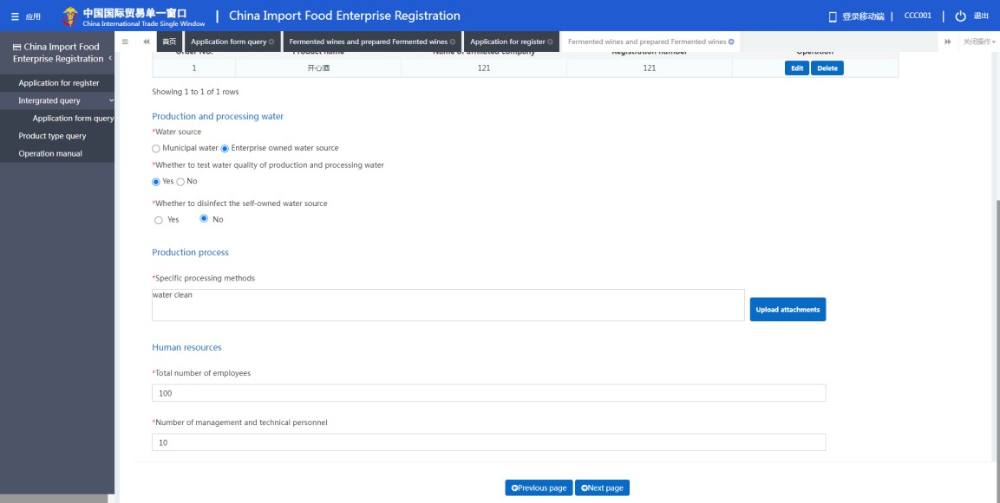 应用
中国国际贸易单一窗口
China International Trade Single Window
China Import Food Enterprise Registration
登录移动端
CCC001
退出
China Import Food
Enterprise Registration
Application for register
Intergrated query
Application form query
Product type query
Operation manual
首页
Application form query
Fermented wines and prepared Fermented wines
Application for register
Fermented wines and prepared Fermented wines
关闭操作
Order No. Product name Name of affiliated company Registration number Operation
1 开心酒 121 121 Edit Delete
Showing 1 to 1 of 1 rows
Production and processing water
*Water source
Municipal water Enterprise owned water source
*Whether to test water quality of production and processing water
Yes No
*Whether to disinfect the self-owned water source
Yes No
Production process
*Specific processing methods
water clean
Upload attachments
Human resources
*Total number of employees
100
*Number of management and technical personnel
10
Previous page Next page